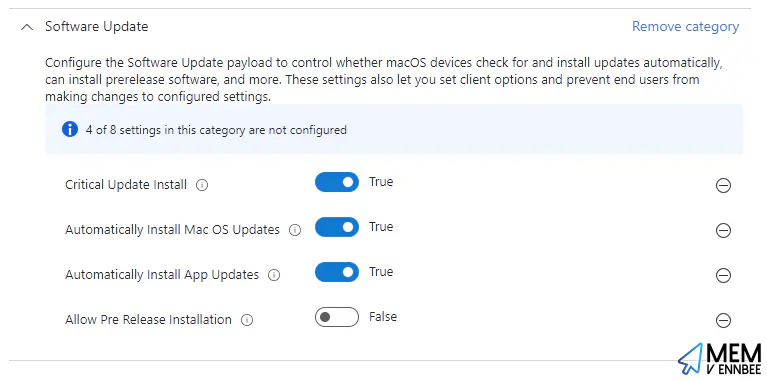 Software Update
Remove category
Configure the Software Update payload to control whether macOS devices check for and install updates automatically,
can install prerelease software, and more. These settings also let you set client options and prevent end users from
making changes to configured settings.
4 of 8 settings in this category are not configured
Critical Update Install
True
Automatically Install Mac OS Updates
True
Automatically Install App Updates
True
Allow Pre Release Installation
False
MEM
V ENNBEE